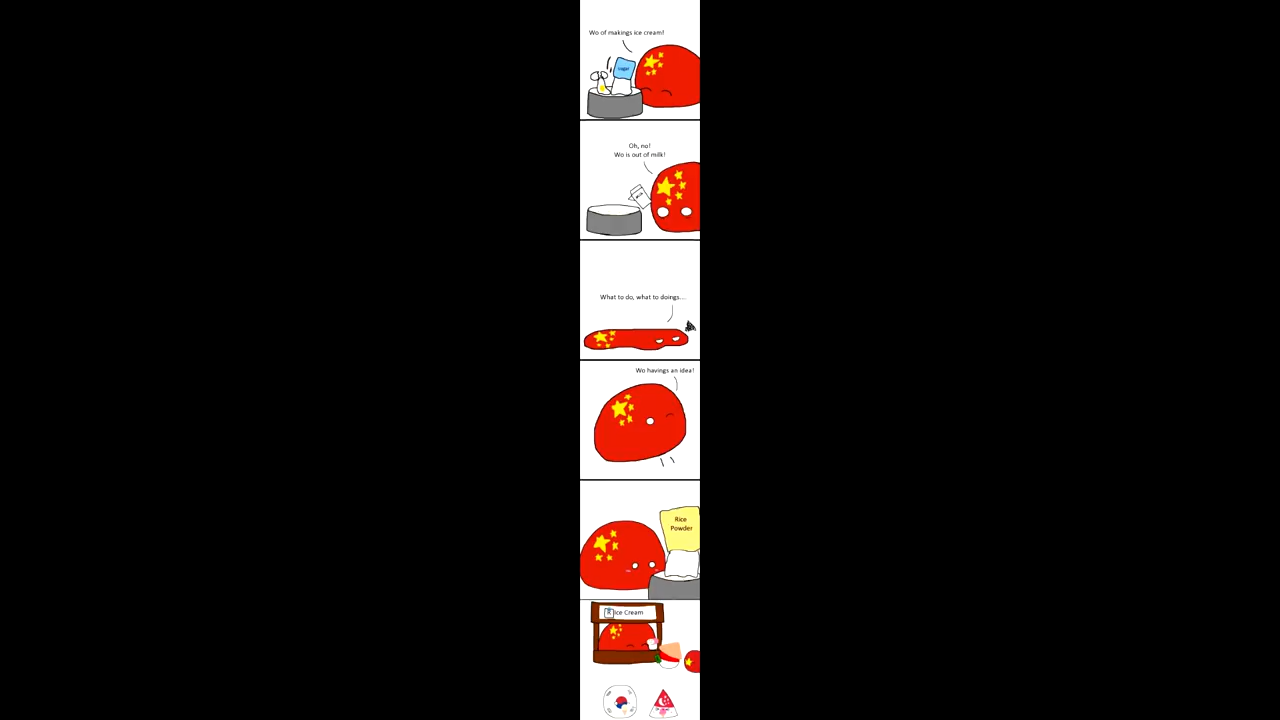 Wo of makings ice cream!
sugar
Oh, no!
Wo is out of milk!
MILK
What to do, what to doings....
Wo havings an idea!
Rice
Powder
R Ice Cream